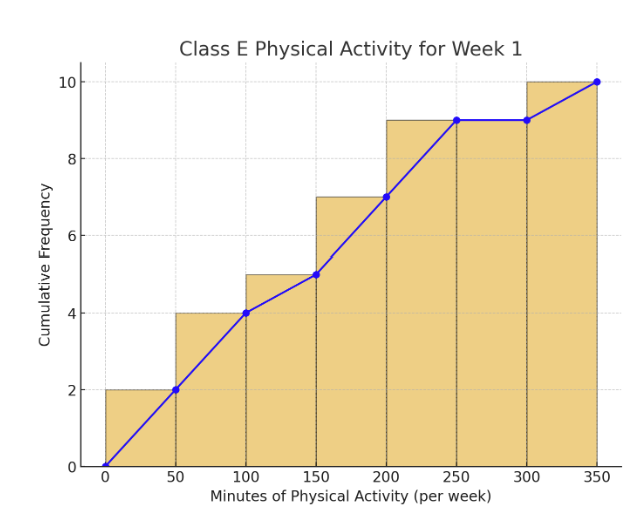 Class E Physical Activity for Week 1
Cumulative Frequency
10
8
6
4
2
0
0 50 100 150 200 250 300 350
Minutes of Physical Activity (per week)